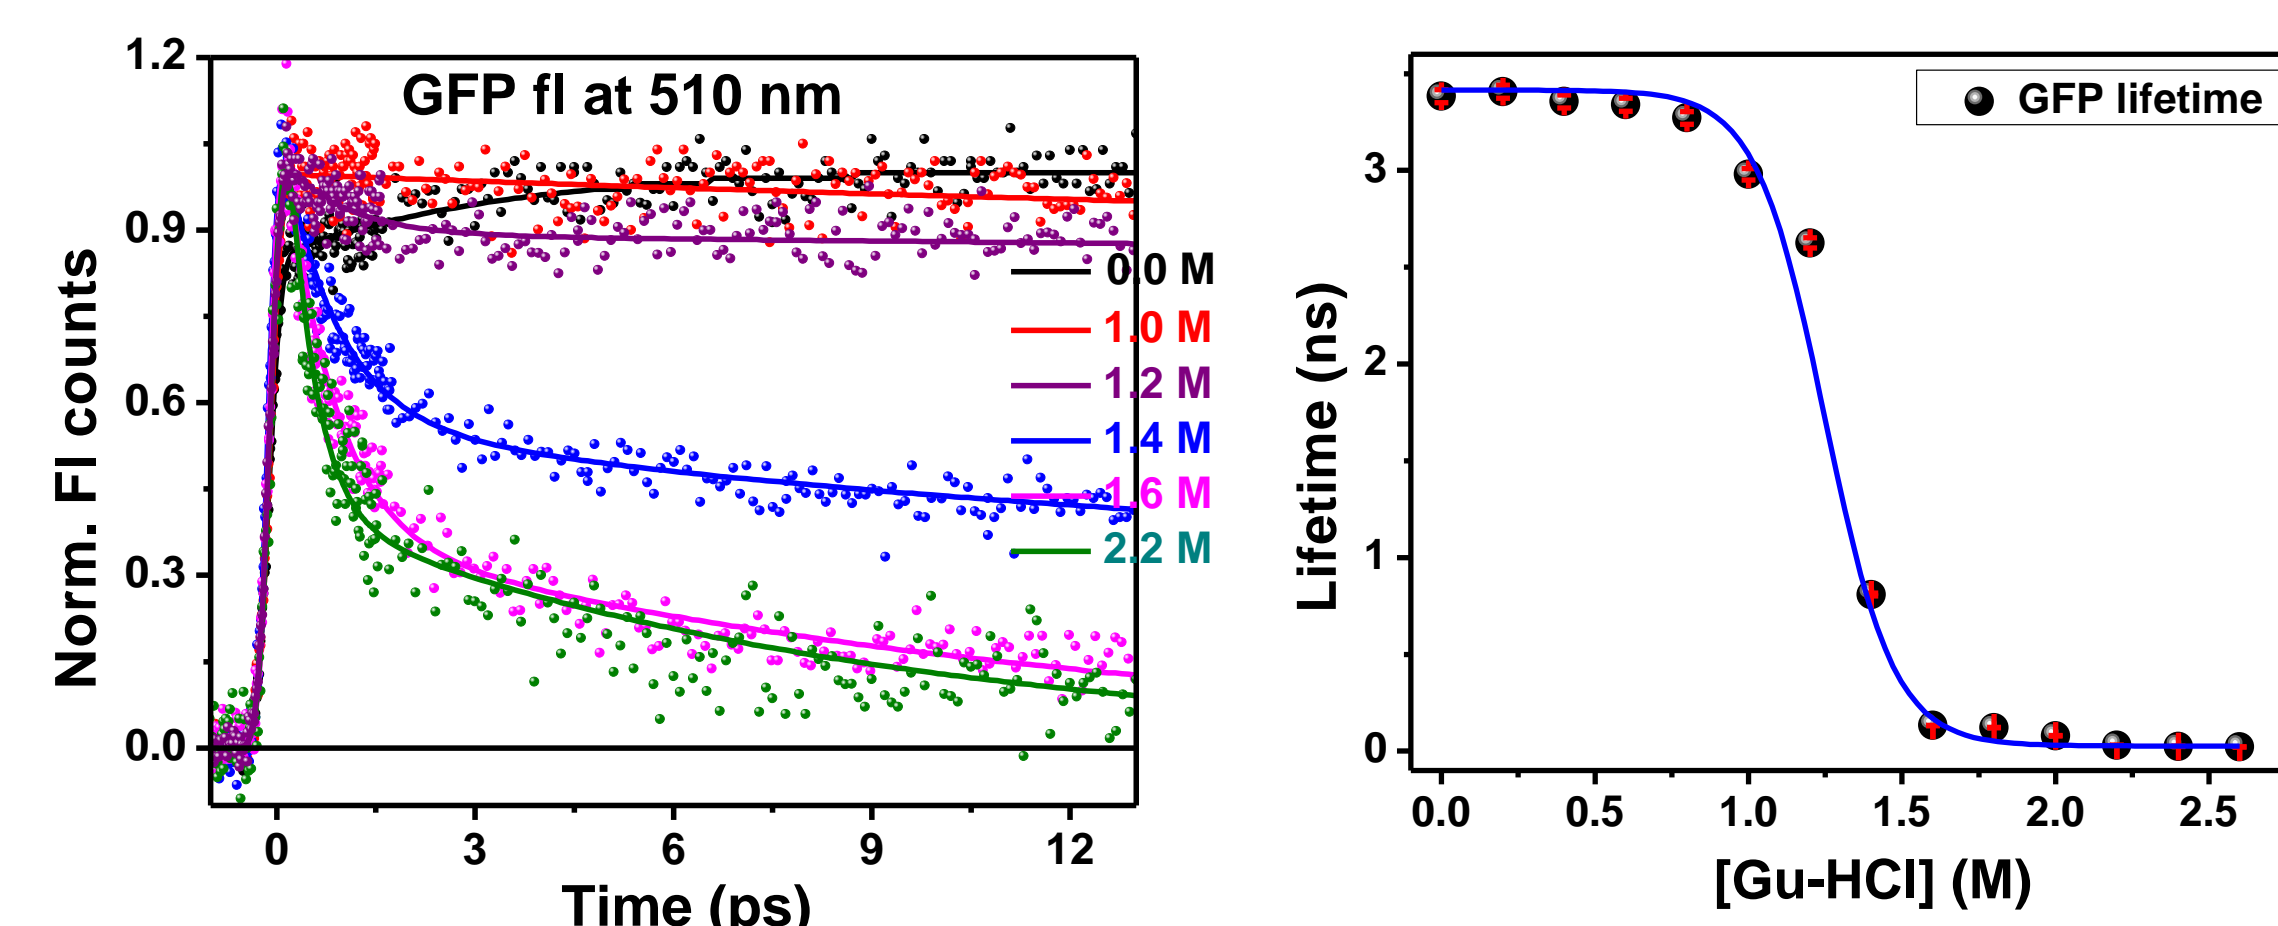 GFP fl at 510 nm
Norm. Fl counts
1.2
0.9
0.6
0.3
0.0
0.0 M
1.0 M
1.2 M
1.4 M
1.6 M
2.2 M
0 3 6 9 12
Time (ps)
GFP lifetime
Lifetime (ns)
3
2
1
0
0.0 0.5 1.0 1.5 2.0 2.5
[Gu-HCl] (M)